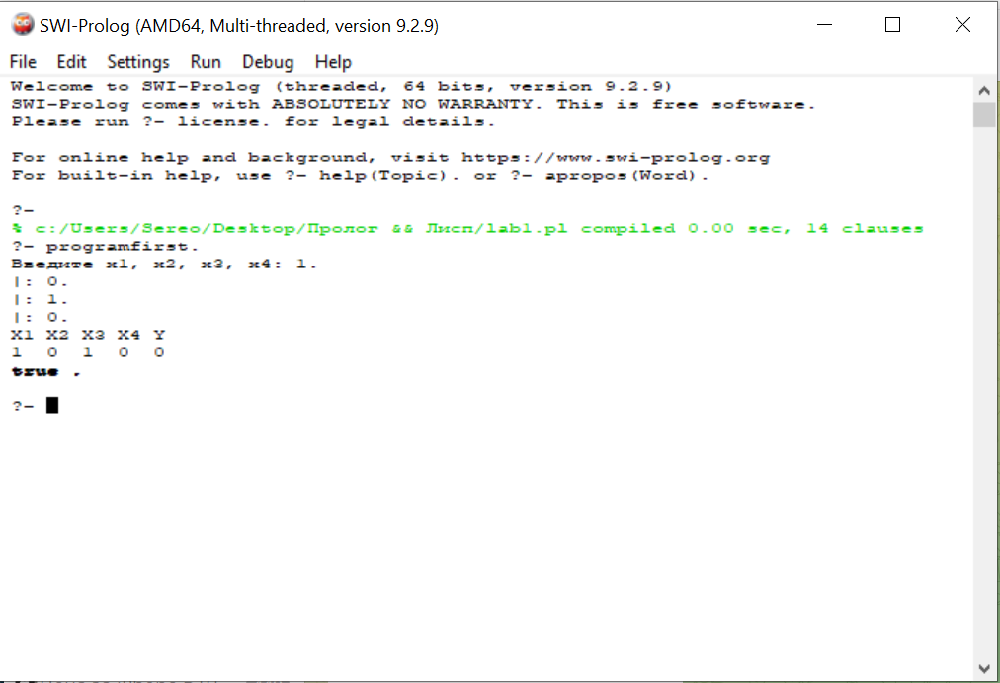 SWI-Prolog (AMD64, Multi-threaded, version 9.2.9)
File Edit Settings Run Debug Help
Welcome to SWI-Prolog (threaded, 64 bits, version 9.2.9)
SWI-Prolog comes with ABSOLUTELY NO WARRANTY. This is free software.
Please run ?- license. for legal details.
For online help and background, visit https://www.swi-prolog.org
For built-in help, use ?- help(Topic). or ?- apropos(Word).
?-
% c:/Users/Sereo/Desktop/Пролог && Лисп/lab1.pl compiled 0.00 sec, 14 clauses
?- programfirst.
Введите x1, x2, x3, x4: 1.
|: 0.
|: 1.
|: 0.
X1 X2 X3 X4 Y
1 0 1 0 0
true .
?-